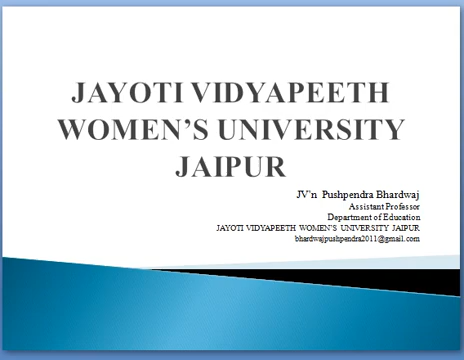 JAYOTI VIDYAPEETH
WOMEN’S UNIVERSITY
JAIPUR
JV’n Pushpendra Bhardwaj
Assistant Professor
Department of Education
JAYOTI VIDYAPEETH WOMEN’S UNIVERSITY JAIPUR
bhardwajpushpendra2011@gmail.com